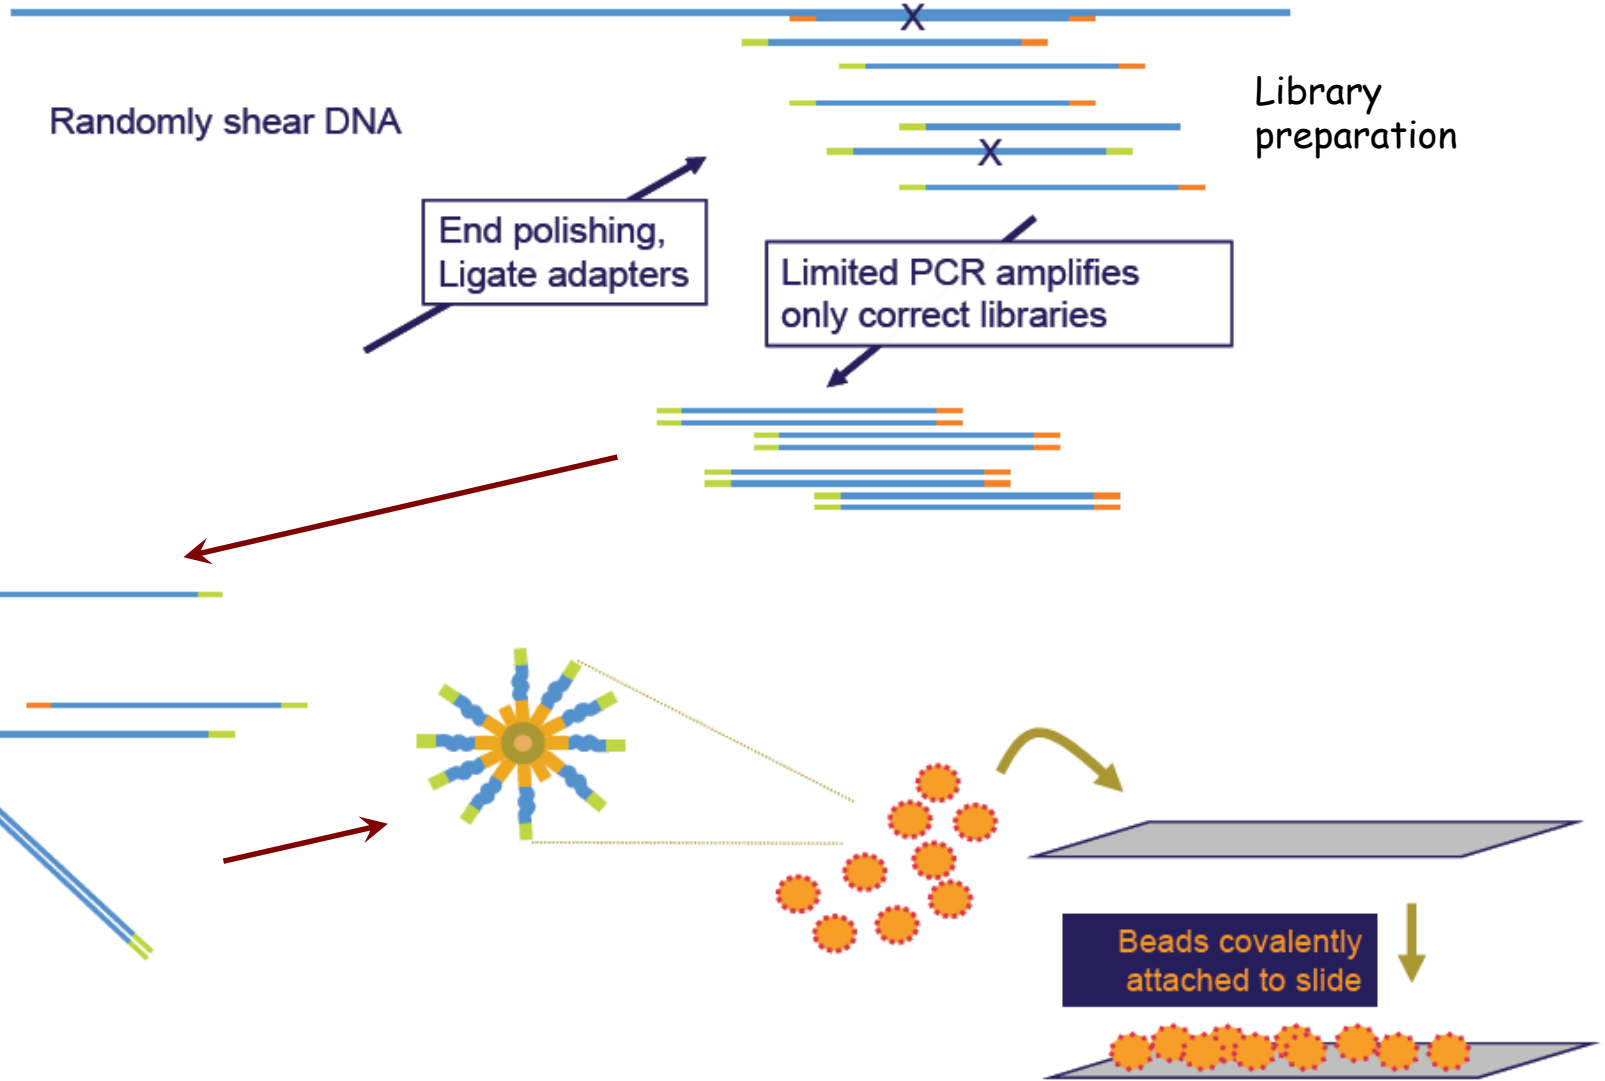 X
Library
preparation
Randomly shear DNA
X
End polishing,
Ligate adapters
Limited PCR amplifies
only correct libraries
Beads covalently
attached to slide